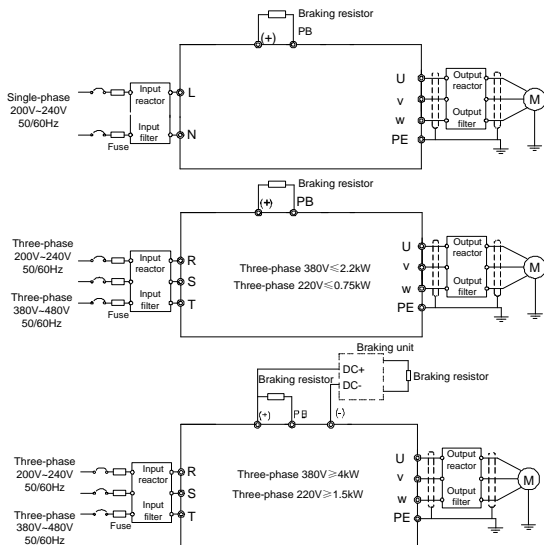 Braking resistor
(+) PB
Single-phase
200V~240V
50/60Hz
Fuse
Input
reactor
Input
filter
L
N
U
v
w
PE
Output
reactor
Output
filter
M
Braking resistor
(+) PB
Three-phase
200V~240V
50/60Hz
Three-phase
380V~480V
50/60Hz
Fuse
Input
reactor
Input
filter
R
S
T
Three-phase 380V≤2.2kW
Three-phase 220V≤0.75kW
U
v
w
PE
Output
reactor
Output
filter
M
Braking unit
DC+
DC-
Braking resistor
Braking resistor
(+) PB (-)
Three-phase
200V~240V
50/60Hz
Three-phase
380V~480V
50/60Hz
Fuse
Input
reactor
Input
filter
R
S
T
Three-phase 380V≥4kW
Three-phase 220V≥1.5kW
U
v
w
PE
Output
reactor
Output
filter
M